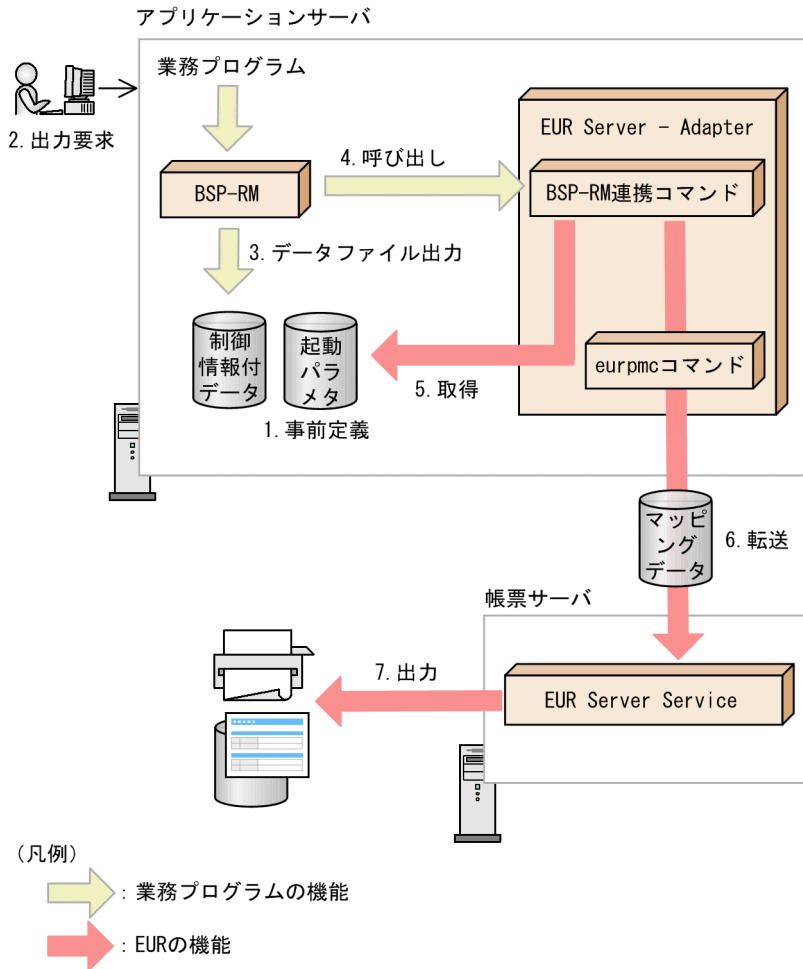 アプリケーションサーバ
業務プログラム
2.出力要求
EUR Server － Adapter
4.呼び出し
BSP-RM
BSP-RM連携コマンド
3.データファイル出力
制御
情報付
データ
起動
パラ
メタ
eurpmcコマンド
5.取得
1.事前定義
マッピ
ング
データ
6.転送
帳票サーバ
7.出力
EUR Server Service
(凡例)
：業務プログラムの機能
：EURの機能